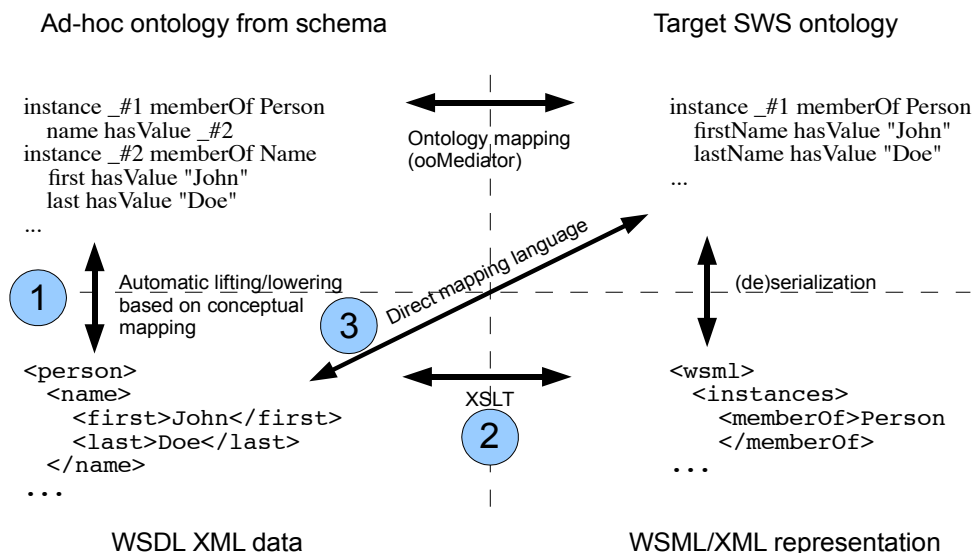 Ad-hoc ontology from schema
Target SWS ontology
instance _#1 memberOf Person
name hasValue _#2
instance _#2 memberOf Name
first hasValue "John"
last hasValue "Doe"
...
Ontology mapping
(ooMediator)
instance _#1 memberOf Person
firstName hasValue "John"
lastName hasValue "Doe"
...
1
Automatic lifting/lowering
based on conceptual
mapping
3
Direct mapping language
(de)serialization
<person>
<name>
<first>John</first>
<last>Doe</last>
</name>
...
XSLT
2
<wsml>
<instances>
<memberOf>Person
</memberOf>
...
WSDL XML data
WSML/XML representation